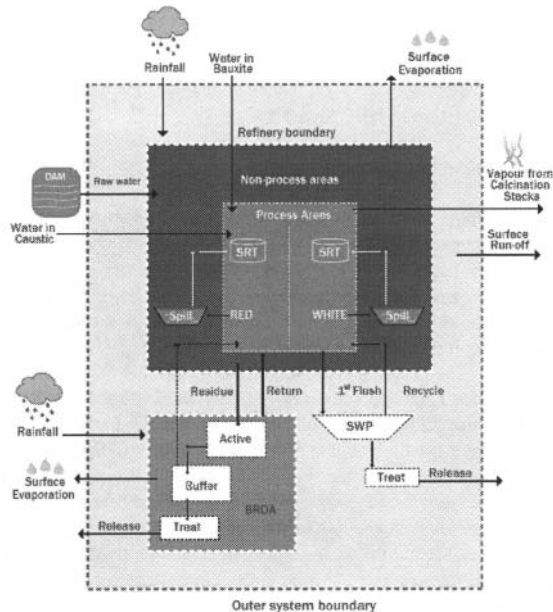 Rainfall
Water in
Bauxite
Surface
Evaporation
Refinery boundary
DAM
Raw water
Non-process areas
Vapour from
Calcination
Stacks
Process Areas
Water in
Caustic
SRT
SRT
Surface
Run-off
Spill
RED
WHITE
Spill
Residue
Return
1st Flush
Recycle
Rainfall
Active
SWP
Surface
Evaporation
Buffer
Treat
Release
BRDA
Release
Treat
Outer system boundary